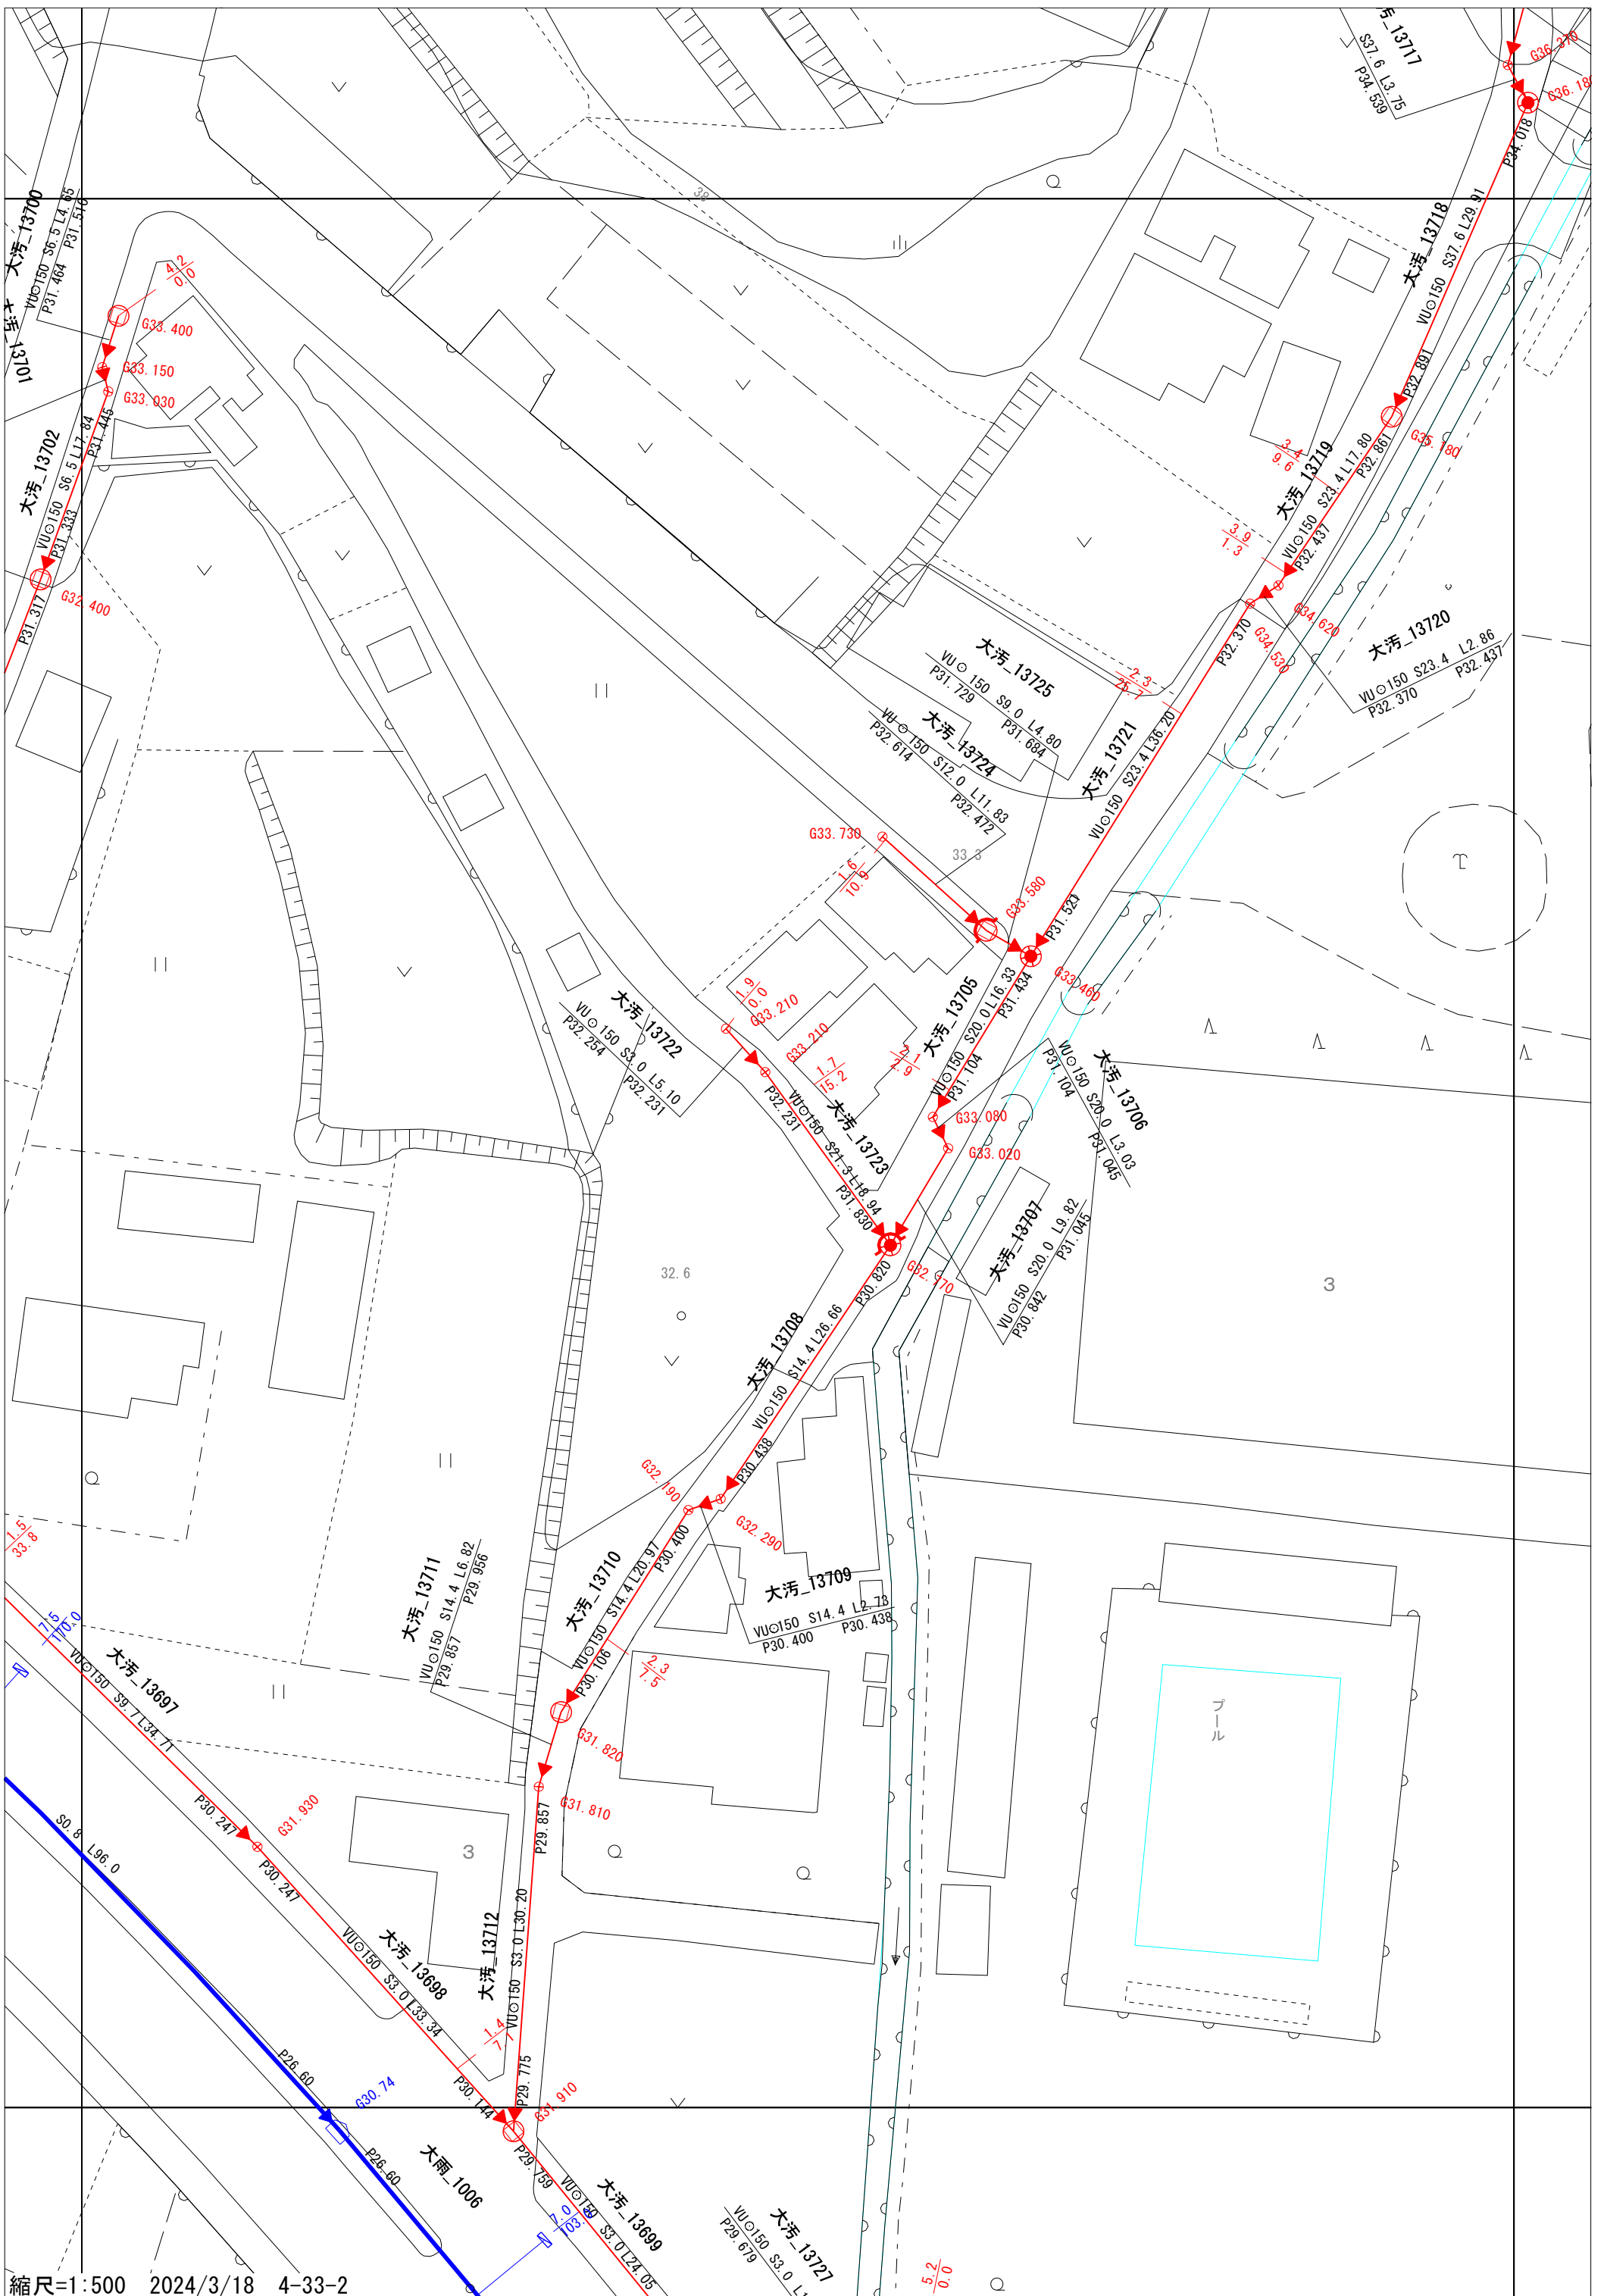 汚_13717
S37.6 L3.75
P34.539
G36.370
P34.018
大汚_13700
VU 150 S6.5 L4.65
P31.464 P31.510
大汚_13701
4.2
0.0
G33.400
G33.150
G33.030
38
大汚_13718
VU 150 S37.6 L29.91
P32.891
大汚_13702
VU 150 S6.5 L17.84
P31.445
P31.333
G32.400
P31.317
大汚_13719
3.4
9.6
VU 150 S23.4 L17.80
P32.861
P32.437
G35.180
3.9
1.3
G34.620
G34.530
P32.370
大汚_13720
VU 150 S23.4 L2.86
P32.370 P32.437
大汚_13725
VU 150 S9.0 L4.80
P31.729 P31.684
2.3
25.7
大汚_13724
VU 150 S12.0 L11.83
P32.614 P32.472
大汚_13721
VU 150 S23.4 L36.20
P31.521
G33.730
1.6
10.9
33.3
G33.580
G33.460
大汚_13705
VU 150 S20.0 L16.33
P31.434
P31.104
2.1
2.9
1.9
0.0
G33.210
G33.210
1.7
15.2
大汚_13722
VU 150 S3.0 L5.10
P32.254 P32.231
大汚_13723
VU 150 S21.3 L18.94
P32.231
P31.830
G33.080
G33.020
大汚_13706
VU 150 S20.0 L3.03
P31.104 P31.045
大汚_13707
VU 150 S20.0 L9.82
P30.842 P31.045
32.6
P30.820
3
大汚_13708
VU 150 S14.4 L26.66
P30.438
G32.190
G32.290
P30.400
大汚_13709
VU 150 S14.4 L2.73
P30.400 P30.438
1.5
33.8
大汚_13711
VU 150 S14.4 L6.82
P29.857 P29.956
大汚_13710
VU 150 S14.4 L20.97
P30.106
2.3
7.5
7.5
170.0
大汚_13697
VU 150 S9.7 L34.71
P30.247
G31.930
P30.247
G31.820
G31.810
P29.857
プール
3
S0.8 L96.0
大汚_13698
VU 150 S3.0 L33.34
P30.144
大汚_13712
VU 150 S3.0 L30.20
P29.775
G31.910
P26.60
G30.74
P26.60
大雨_1006
P29.759
大汚_13699
VU 150 S3.0 L24.05
大汚_13727
VU 150 S3.0
P29.679
5.2
0.0
縮尺=1:500 2024/3/18 4-33-2